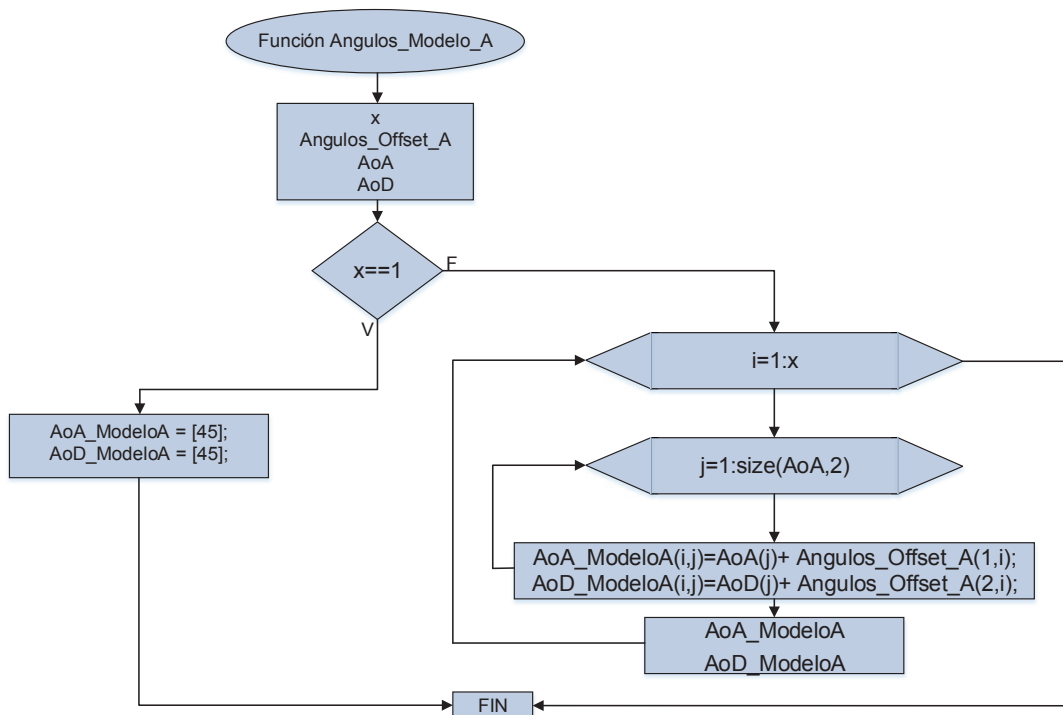 Función Angulos_Modelo_A
x
Angulos_Offset_A
AoA
AoD
x==1
F
V
i=1:x
AoA_ModeloA = [45];
AoD_ModeloA = [45];
j=1:size(AoA,2)
AoA_ModeloA(i,j)=AoA(j)+ Angulos_Offset_A(1,i);
AoD_ModeloA(i,j)=AoD(j)+ Angulos_Offset_A(2,i);
AoA_ModeloA
AoD_ModeloA
FIN